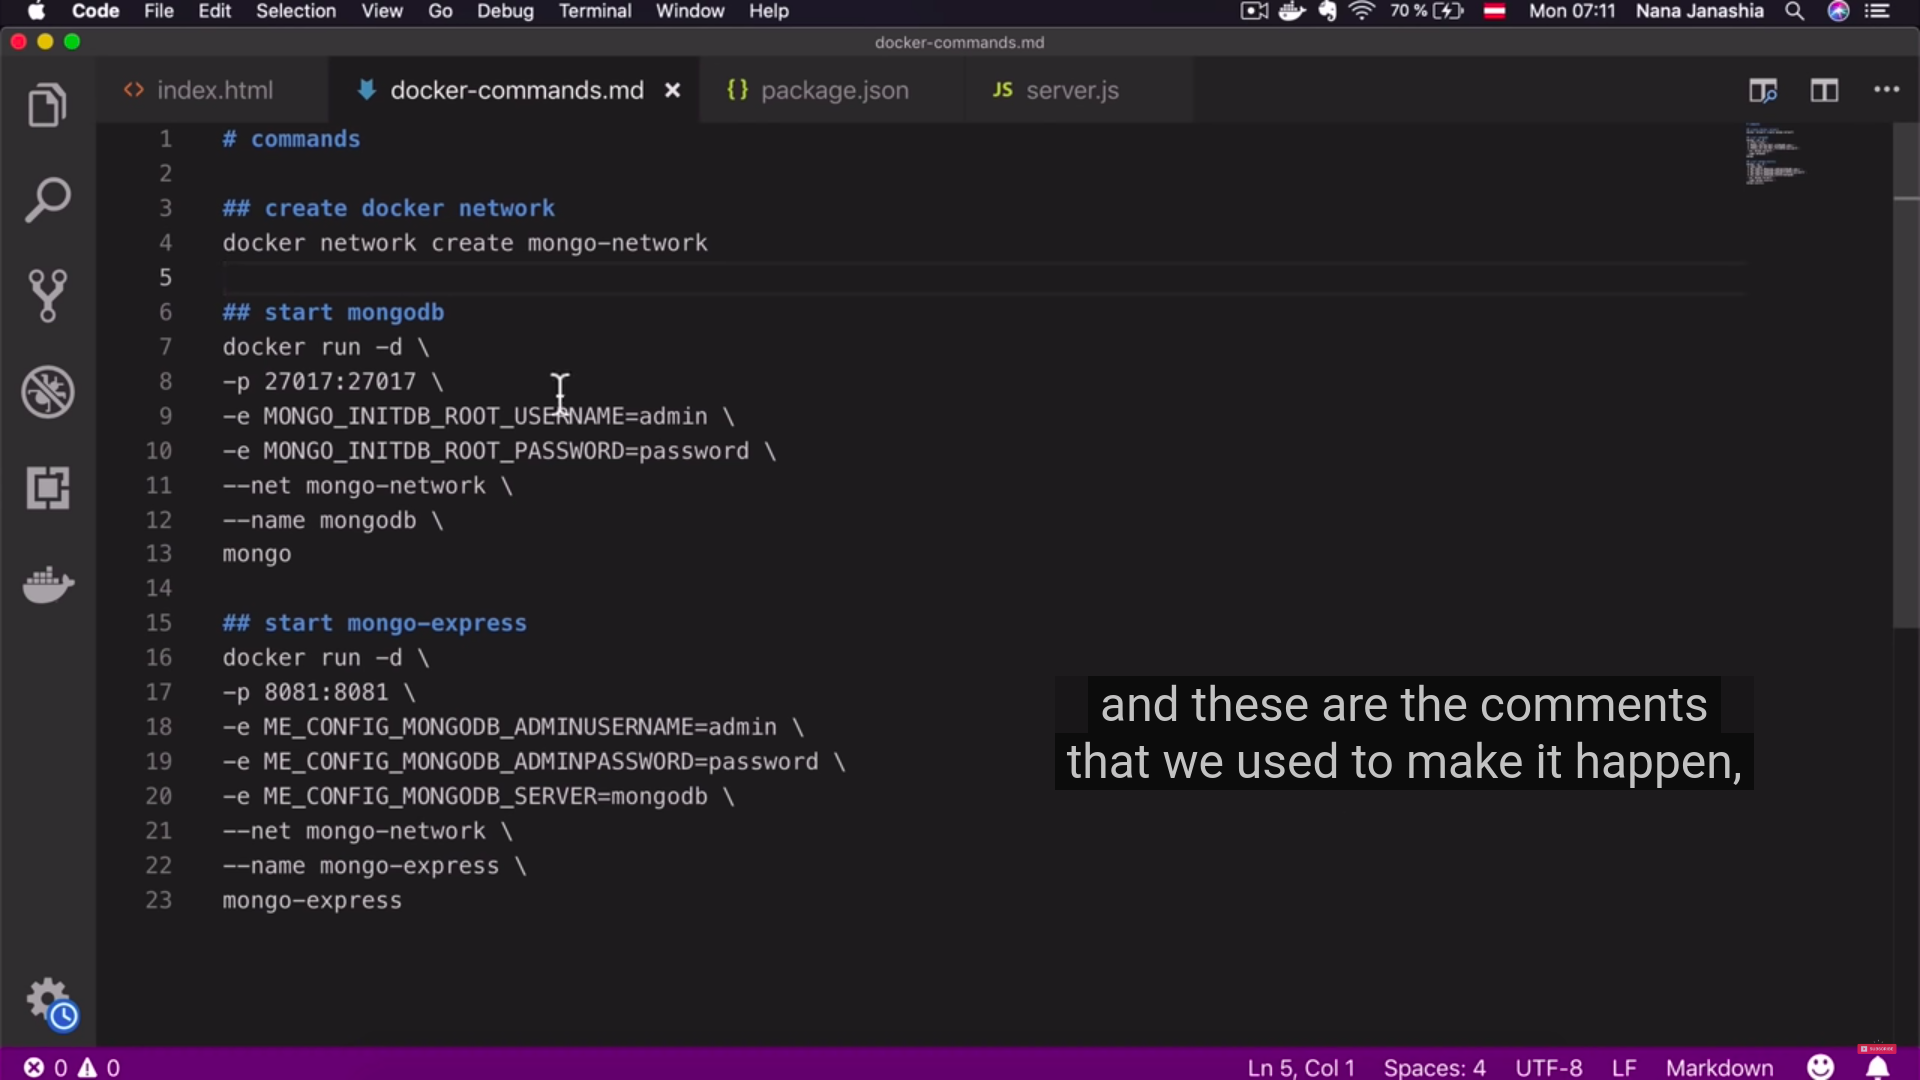 Code File Edit Selection View Go Debug Terminal Window Help 70 % Mon 07:11 Nana Janashia
docker-commands.md
index.html docker-commands.md package.json JS server.js
1 # commands
2
3 ## create docker network
4 docker network create mongo-network
5
6 ## start mongodb
7 docker run -d \
8 -p 27017:27017 \
9 -e MONGO_INITDB_ROOT_USERNAME=admin \
10 -e MONGO_INITDB_ROOT_PASSWORD=password \
11 --net mongo-network \
12 --name mongodb \
13 mongo
14
15 ## start mongo-express
16 docker run -d \
17 -p 8081:8081 \
18 -e ME_CONFIG_MONGODB_ADMINUSERNAME=admin \
19 -e ME_CONFIG_MONGODB_ADMINPASSWORD=password \
20 -e ME_CONFIG_MONGODB_SERVER=mongodb \
21 --net mongo-network \
22 --name mongo-express \
23 mongo-express
and these are the comments
that we used to make it happen,
0 0 Ln 5, Col 1 Spaces: 4 UTF-8 LF Markdown